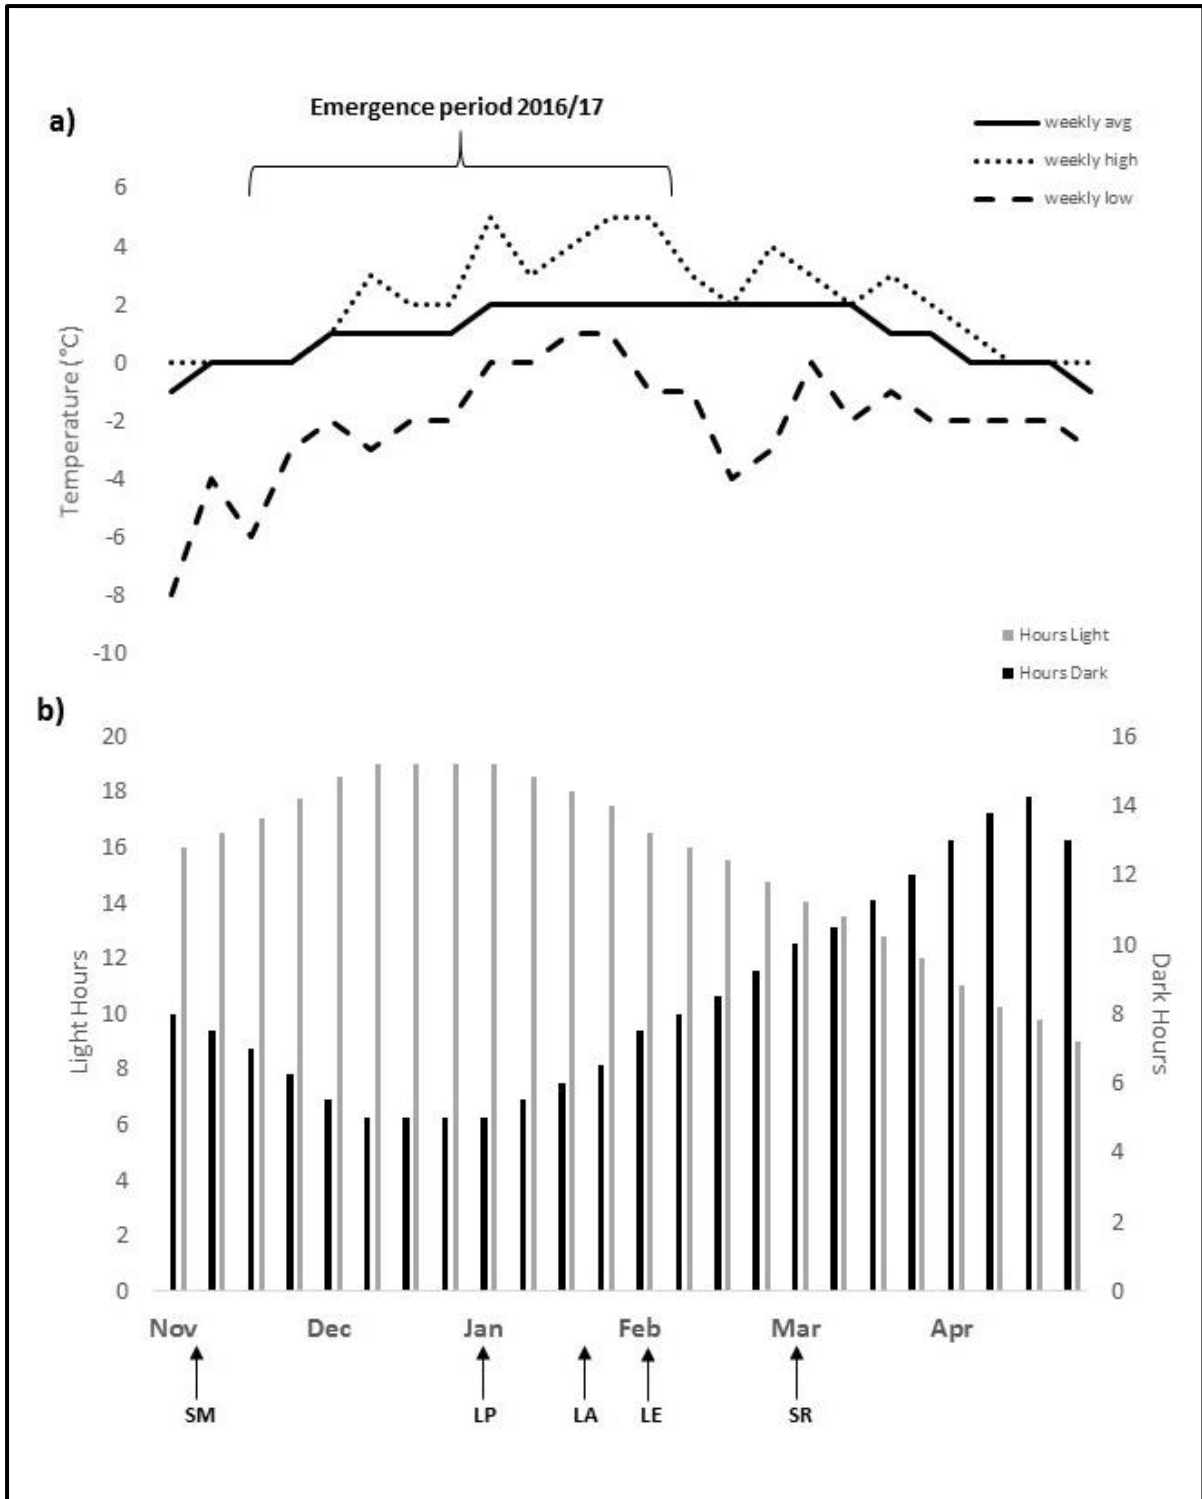 a)
Emergence period 2016/17
weekly avg
weekly high
weekly low
6
4
2
0
-2
-4
-6
-8
-10
Temperature (°C)
Hours Light
Hours Dark
b)
20
18
16
14
12
10
8
6
4
2
0
Light Hours
16
14
12
10
8
6
4
2
0
Dark Hours
Nov Dec Jan Feb Mar Apr
SM LP LA LE SR